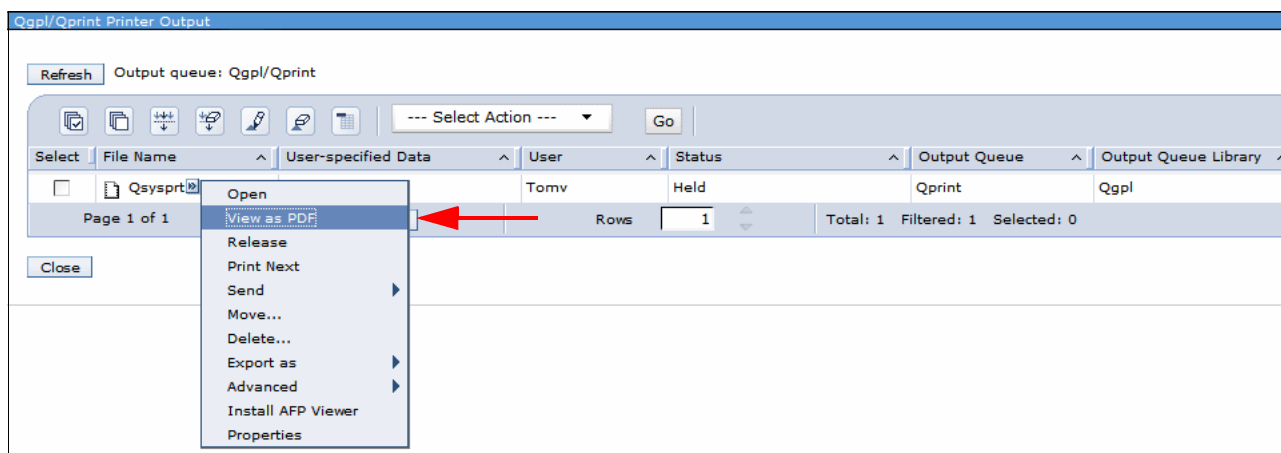 Qgpl/Qprint Printer Output
Refresh Output queue: Qgpl/Qprint
--- Select Action --- Go
Select File Name User-specified Data User Status Output Queue Output Queue Library
Qsysprt Tomv Held Qprint Qgpl
Page 1 of 1 Rows 1 Total: 1 Filtered: 1 Selected: 0
Close
Open
View as PDF
Release
Print Next
Send
Move...
Delete...
Export as
Advanced
Install AFP Viewer
Properties